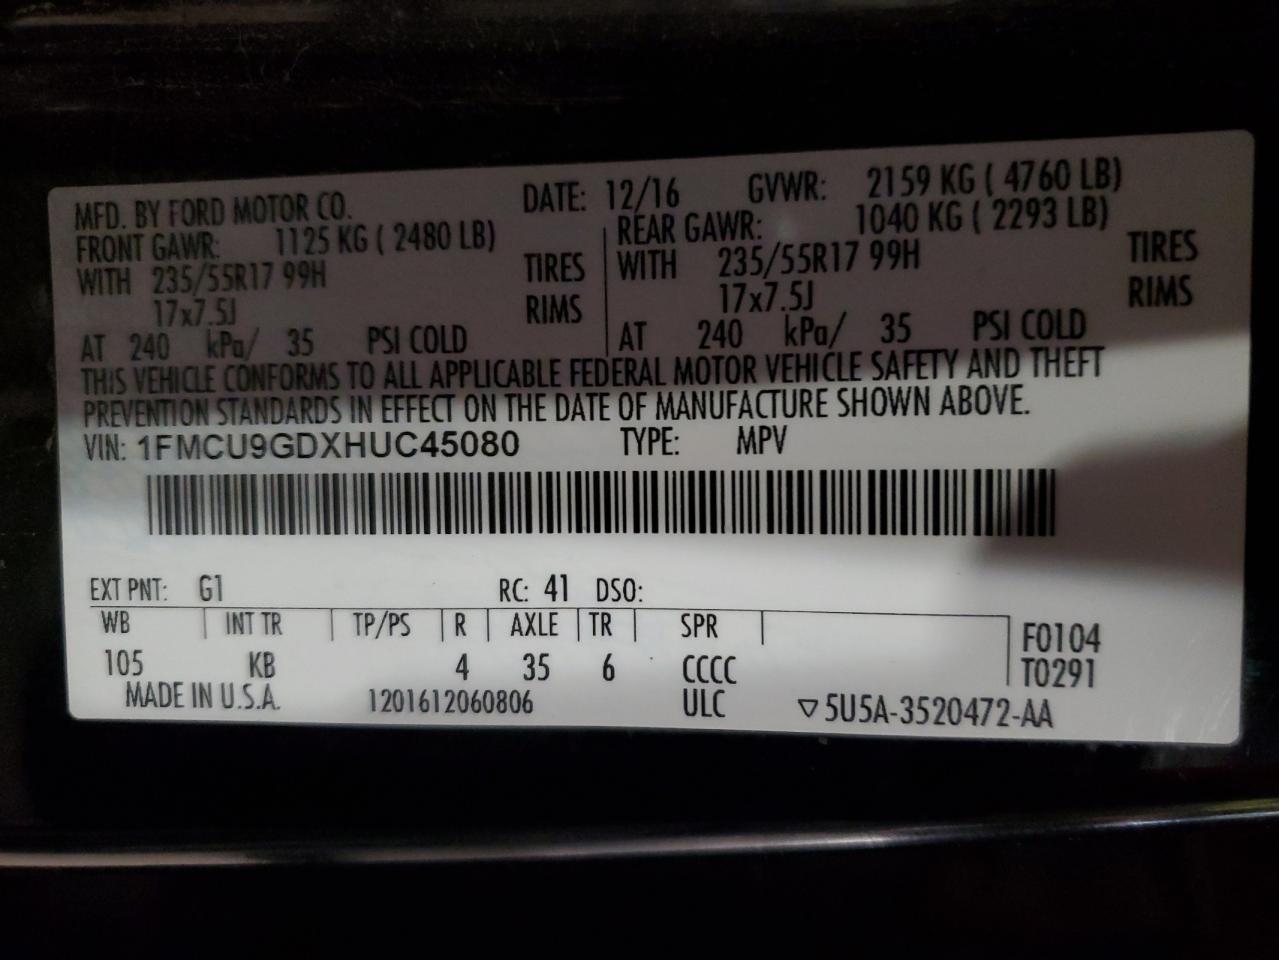 MFD. BY FORD MOTOR CO. DATE: 12/16 GVWR: 2159 KG ( 4760 LB)
FRONT GAWR: 1125 KG ( 2480 LB) REAR GAWR: 1040 KG ( 2293 LB)
WITH 235/55R17 99H TIRES WITH 235/55R17 99H TIRES
17x7.5J RIMS 17x7.5J RIMS
AT 240 kPa/ 35 PSI COLD AT 240 kPa/ 35 PSI COLD
THIS VEHICLE CONFORMS TO ALL APPLICABLE FEDERAL MOTOR VEHICLE SAFETY AND THEFT
PREVENTION STANDARDS IN EFFECT ON THE DATE OF MANUFACTURE SHOWN ABOVE.
VIN: 1FMCU9GDXHUC45080 TYPE: MPV
EXT PNT: G1 RC: 41 DSO:
WB INT TR TP/PS R AXLE TR SPR F0104
105 KB 4 35 6 CCCC T0291
MADE IN U.S.A. 1201612060806 ULC ▽5U5A-3520472-AA